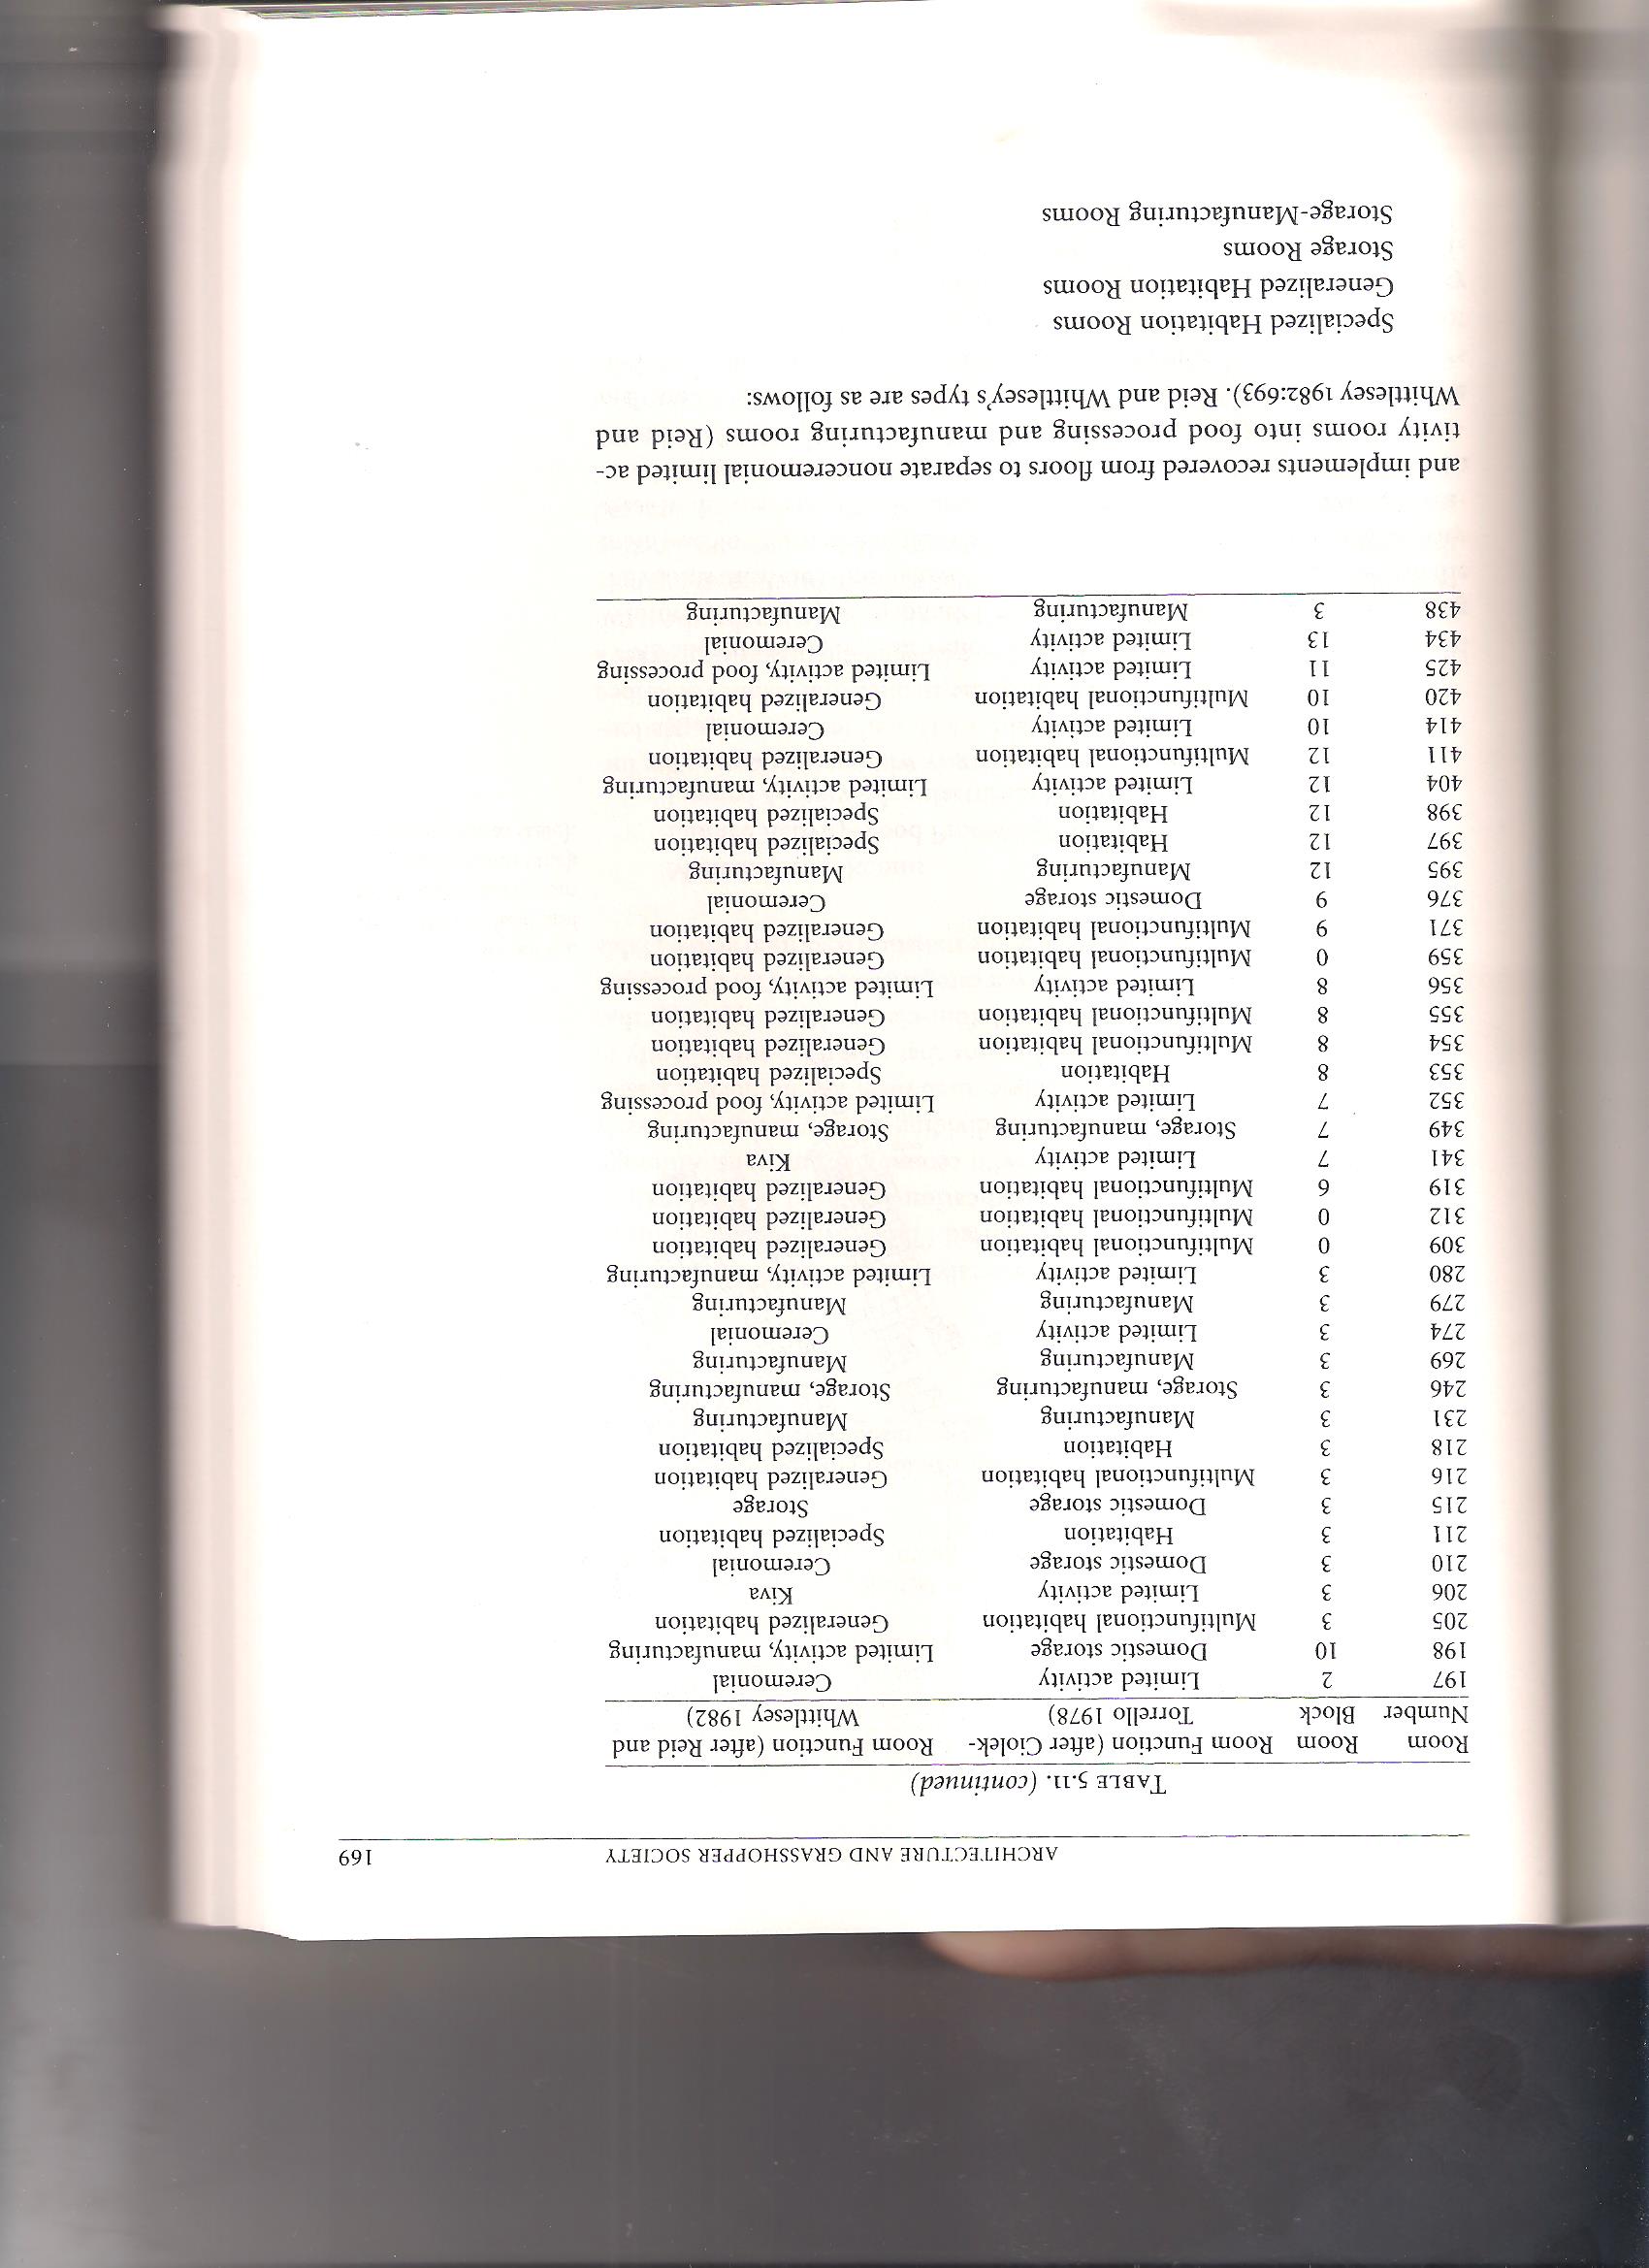 ARCHITECTURE AND GRASSHOPPER SOCIETY 169
TABLE 5.11. (continued)
Room Room Room Function (after Ciolek- Room Function (after Reid and
Number Block Torrello 1978) Whittlesey 1982)
197 2 Limited activity Ceremonial
198 10 Domestic storage Limited activity, manufacturing
205 3 Multifunctional habitation Generalized habitation
206 3 Limited activity Kiva
210 3 Domestic storage Ceremonial
211 3 Habitation Specialized habitation
215 3 Domestic storage Storage
216 3 Multifunctional habitation Generalized habitation
218 3 Habitation Specialized habitation
231 3 Manufacturing Manufacturing
246 3 Storage, manufacturing Storage, manufacturing
269 3 Manufacturing Manufacturing
274 3 Limited activity Ceremonial
279 3 Manufacturing Manufacturing
280 3 Limited activity Limited activity, manufacturing
309 0 Multifunctional habitation Generalized habitation
312 0 Multifunctional habitation Generalized habitation
319 6 Multifunctional habitation Generalized habitation
341 7 Limited activity Kiva
349 7 Storage, manufacturing Storage, manufacturing
352 7 Limited activity Limited activity, food processing
353 8 Habitation Specialized habitation
354 8 Multifunctional habitation Generalized habitation
355 8 Multifunctional habitation Generalized habitation
356 8 Limited activity Limited activity, food processing
359 0 Multifunctional habitation Generalized habitation
371 9 Multifunctional habitation Generalized habitation
376 9 Domestic storage Ceremonial
395 12 Manufacturing Manufacturing
397 12 Habitation Specialized habitation
398 12 Habitation Specialized habitation
404 12 Limited activity Limited activity, manufacturing
411 12 Multifunctional habitation Generalized habitation
414 10 Limited activity Ceremonial
420 10 Multifunctional habitation Generalized habitation
425 11 Limited activity Limited activity, food processing
434 13 Limited activity Ceremonial
438 3 Manufacturing Manufacturing
and implements recovered from floors to separate nonceremonial limited ac-
tivity rooms into food processing and manufacturing rooms (Reid and
Whittlesey 1982:693). Reid and Whittlesey's types are as follows:
Specialized Habitation Rooms
Generalized Habitation Rooms
Storage Rooms
Storage-Manufacturing Rooms